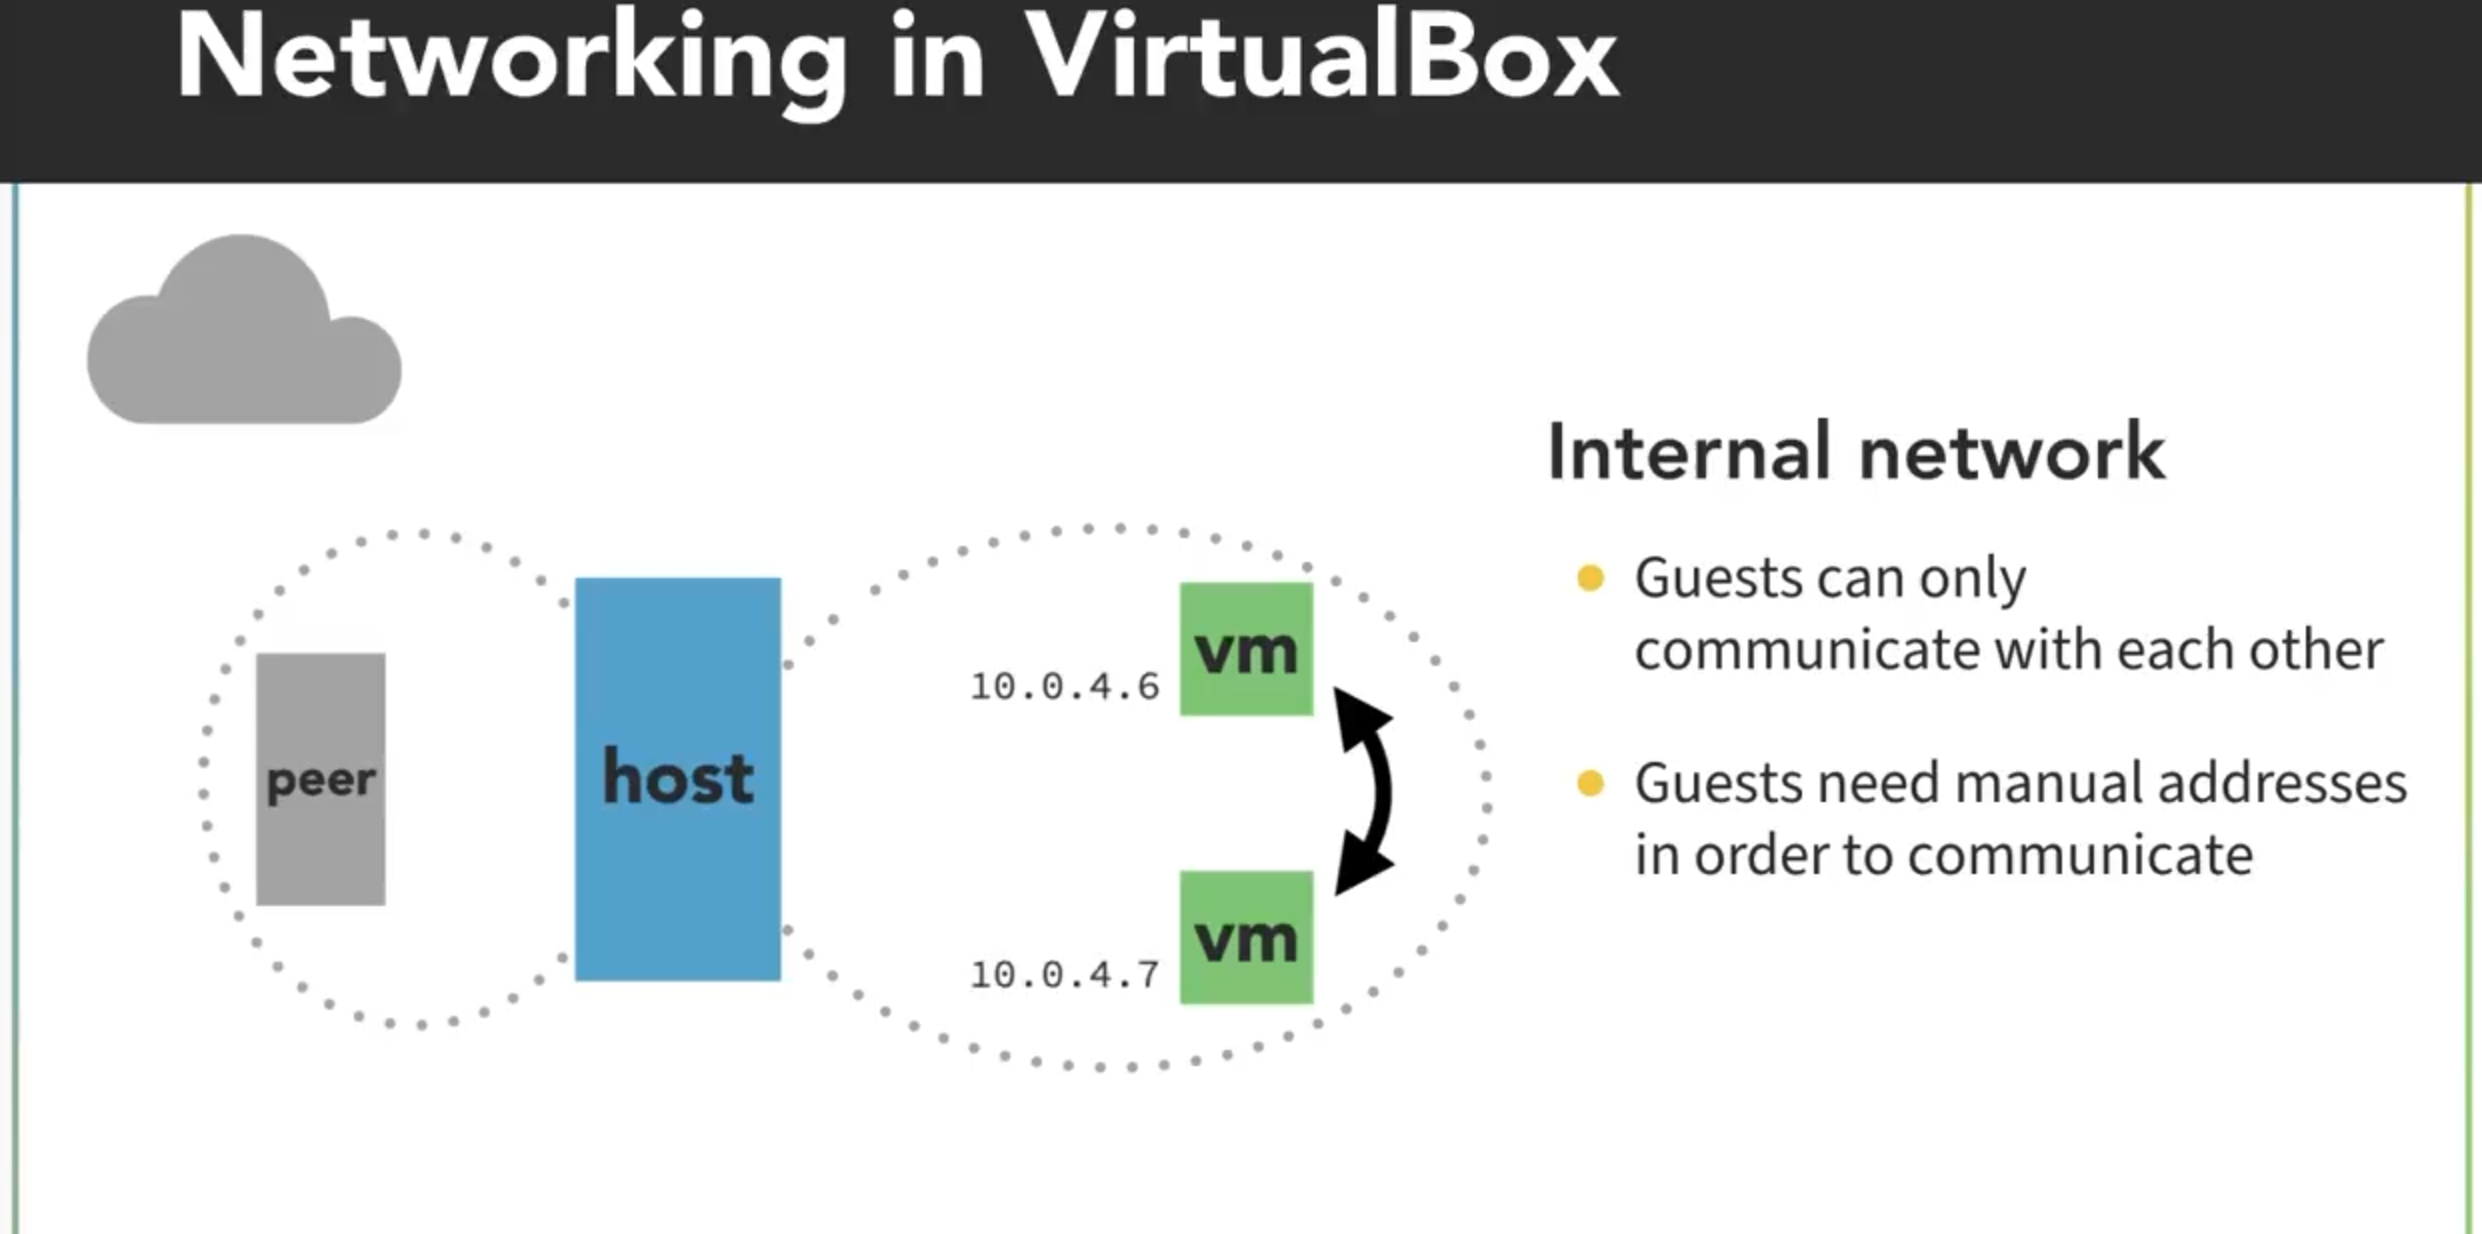 Networking in VirtualBox
Internal network
Guests can only
communicate with each other
Guests need manual addresses
in order to communicate
peer
host
vm
10.0.4.6
vm
10.0.4.7